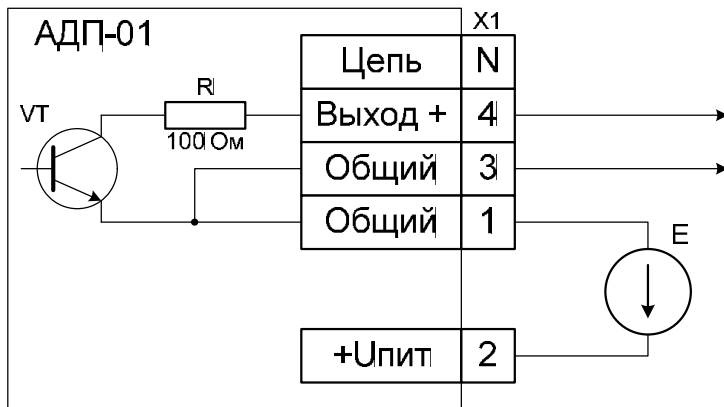 АДП-01
X1
Цепь N
R
VT
Выход + 4
100 Ом
Общий 3
Общий 1
E
+Uпит 2